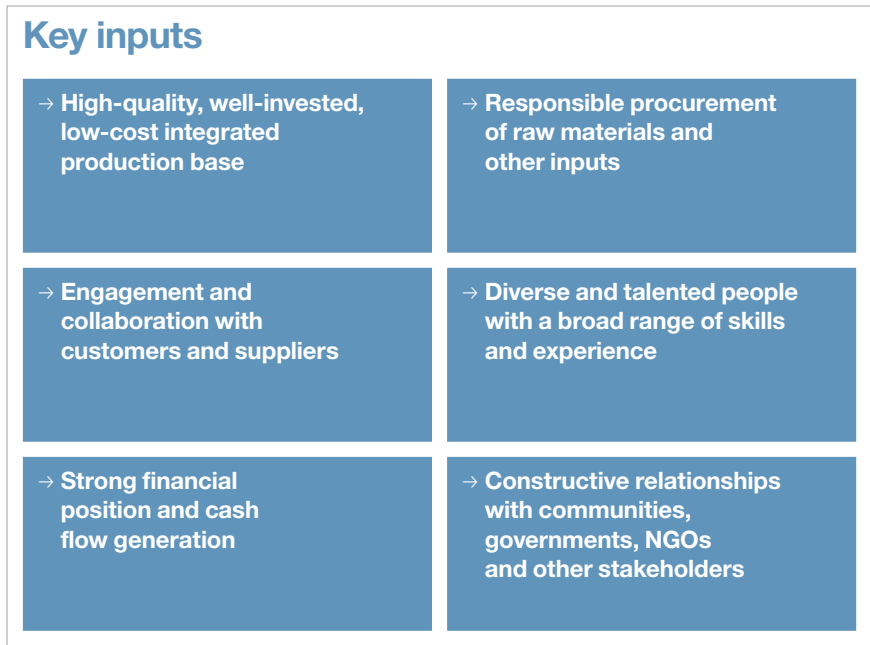 Key inputs
→ High-quality, well-invested,
low-cost integrated
production base
→ Responsible procurement
of raw materials and
other inputs
→ Engagement and
collaboration with
customers and suppliers
→ Diverse and talented people
with a broad range of skills
and experience
→ Strong financial
position and cash
flow generation
→ Constructive relationships
with communities,
governments, NGOs
and other stakeholders